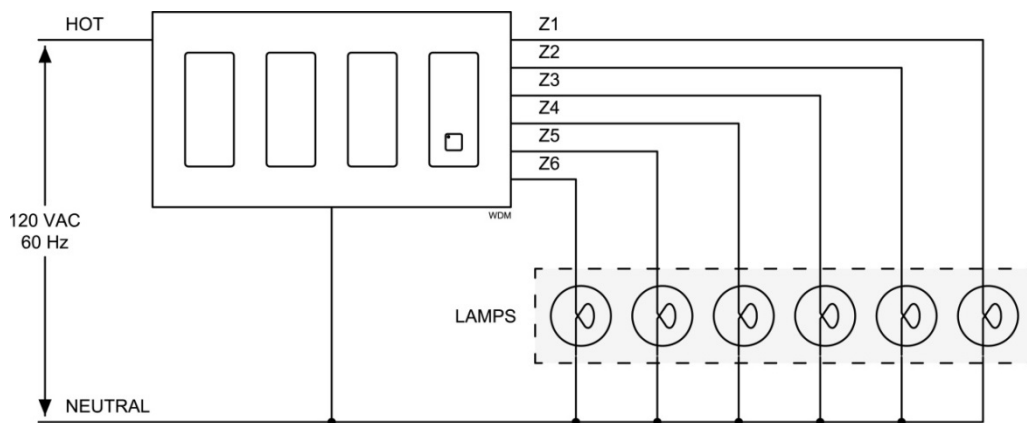 HOT
Z1
Z2
Z3
Z4
Z5
Z6
WDM
120 VAC
60 Hz
LAMPS
NEUTRAL